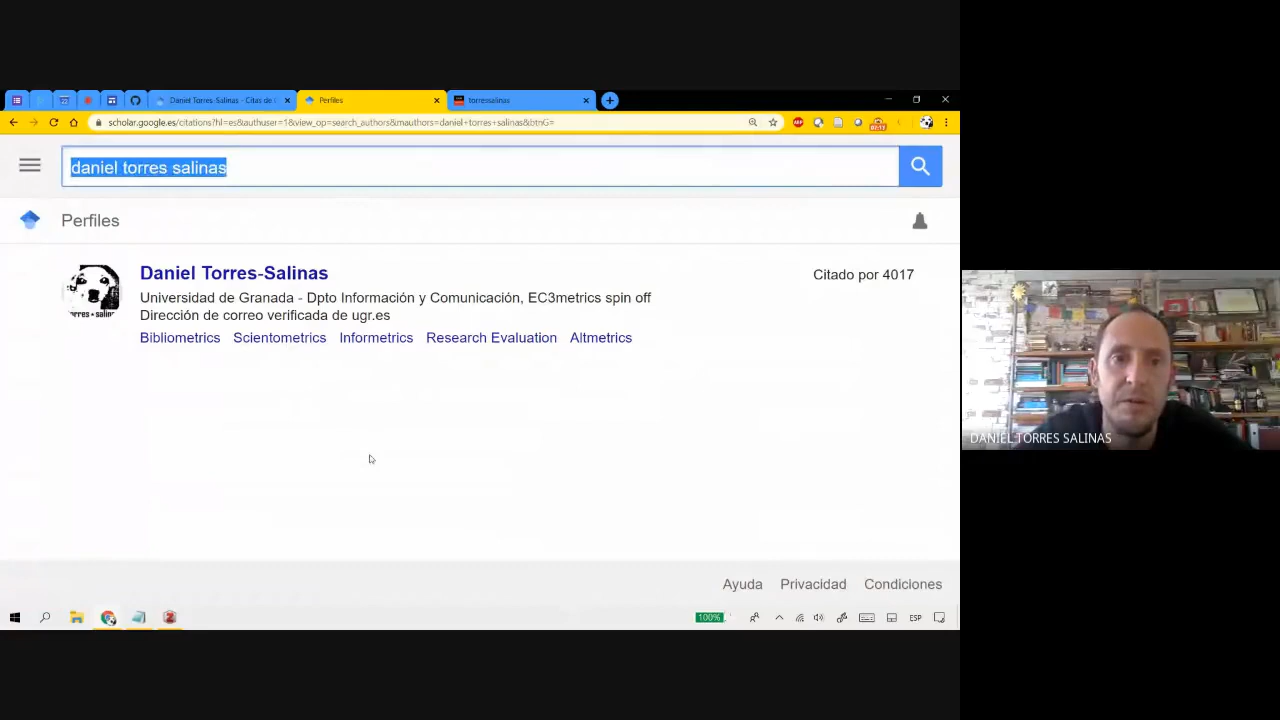 Daniel Torres-Salinas - Citas de G
Perfiles
torressalinas
scholar.google.es/citations?hl=es&authuser=1&view_op=search_authors&mauthors=daniel+torres+salinas&btnG=
daniel torres salinas
Perfiles
Daniel Torres-Salinas
Citado por 4017
Universidad de Granada - Dpto Información y Comunicación, EC3metrics spin off
Dirección de correo verificada de ugr.es
Bibliometrics Scientometrics Informetrics Research Evaluation Altmetrics
DANIEL TORRES SALINAS
Ayuda Privacidad Condiciones
100%
ESP